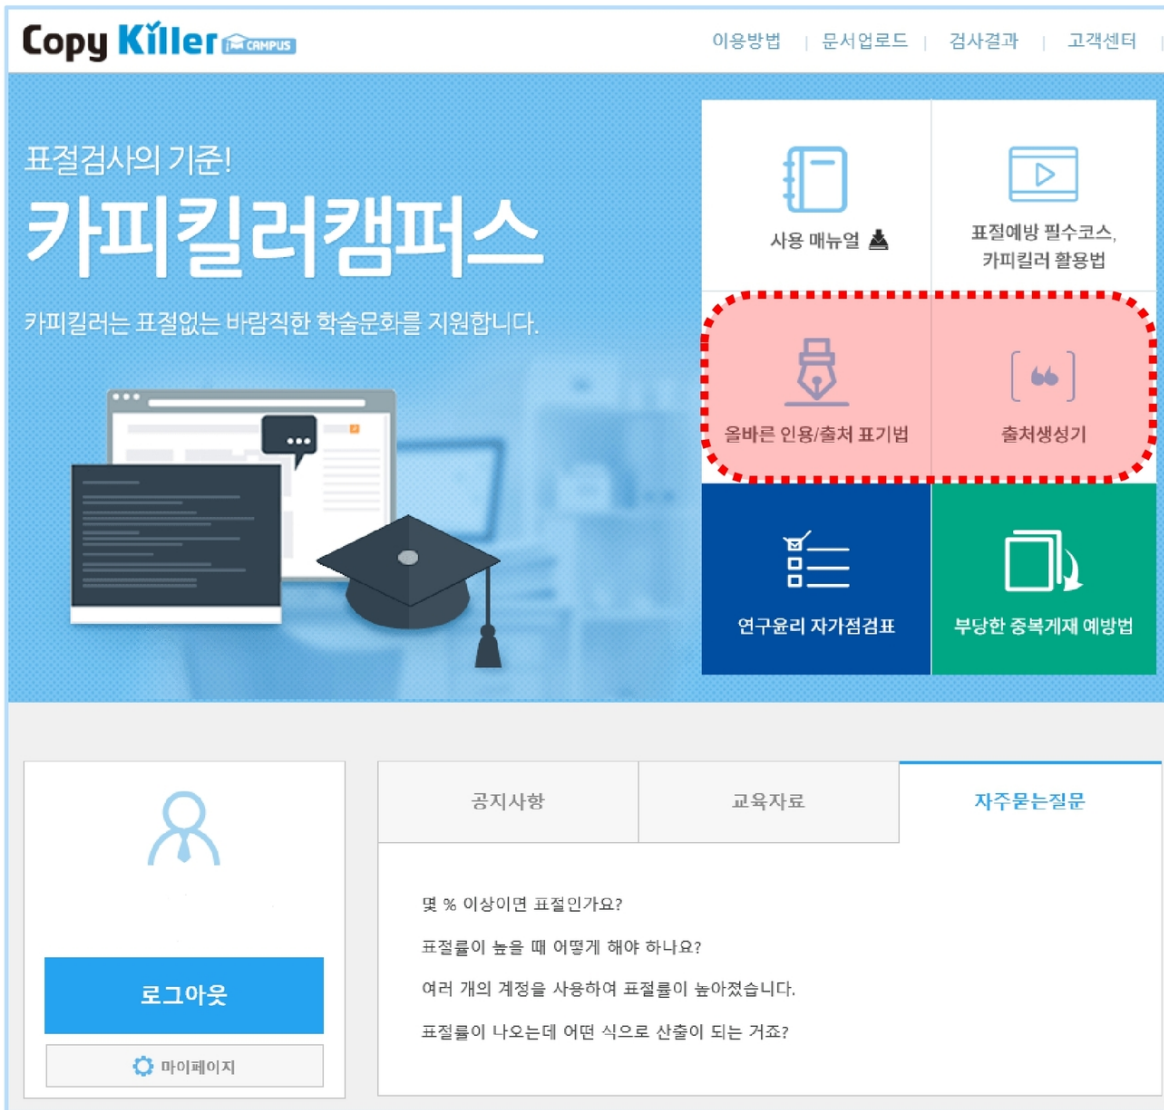 Copy Killer CAMPUS
이용방법 | 문서업로드 | 검사결과 | 고객센터 |
표절검사의 기준!
카피킬러캠퍼스
카피킬러는 표절없는 바람직한 학술문화를 지원합니다.
사용 매뉴얼
표절예방 필수코스,
카피킬러 활용법
올바른 인용/출처 표기법
출처생성기
연구윤리 자가점검표
부당한 중복게재 예방법
로그아웃
마이페이지
공지사항
교육자료
자주묻는질문
몇 % 이상이면 표절인가요?
표절률이 높을 때 어떻게 해야 하나요?
여러 개의 계정을 사용하여 표절률이 높아졌습니다.
표절률이 나오는데 어떤 식으로 산출이 되는 거죠?